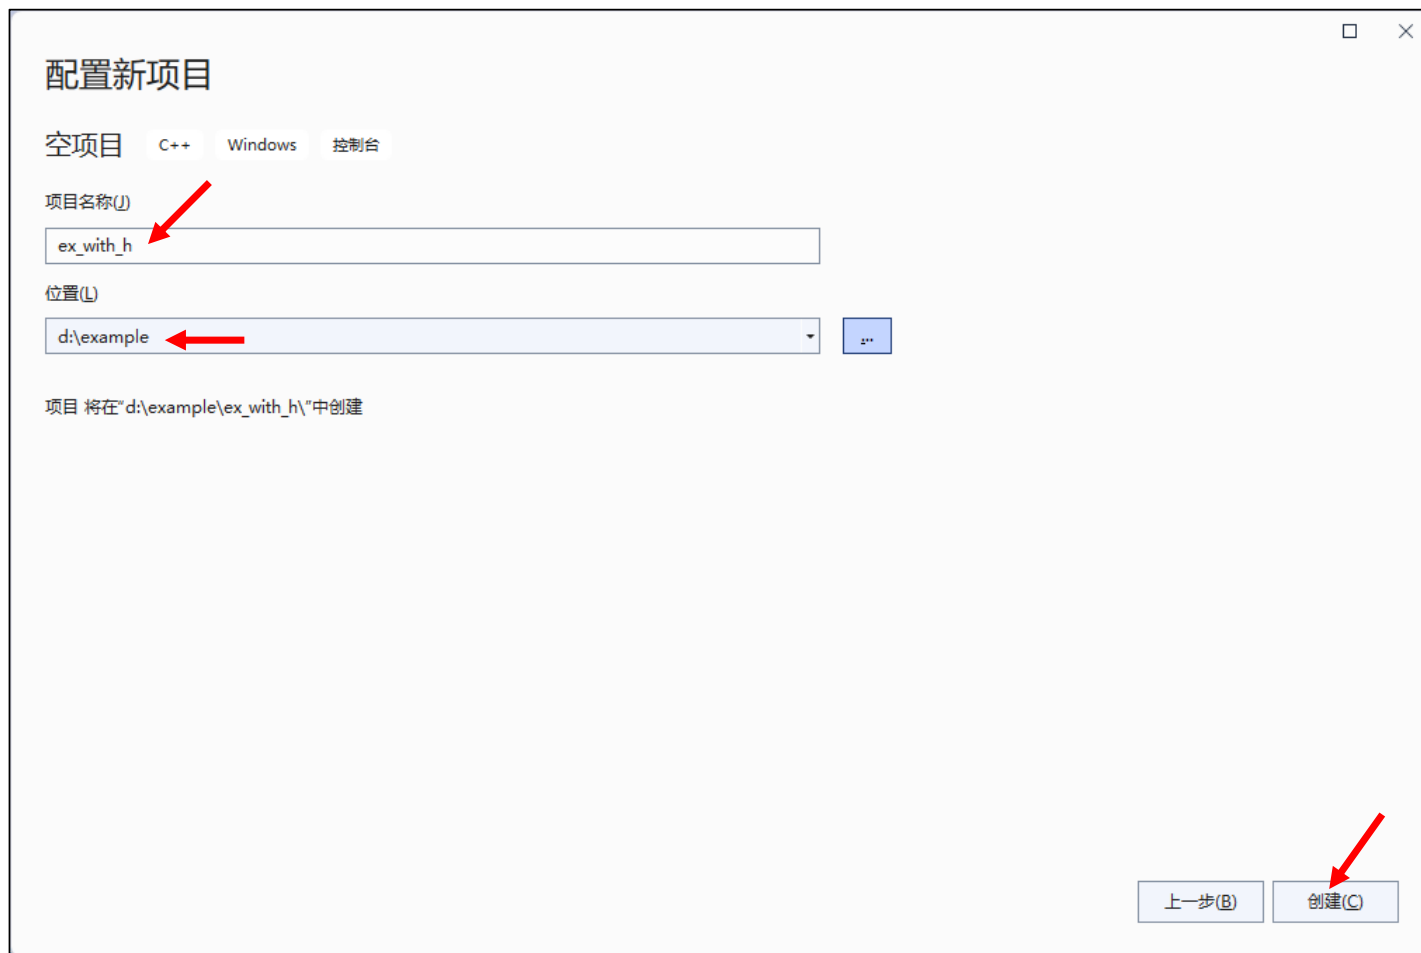 配置新项目
空项目 C++ Windows 控制台
项目名称(J)
ex_with_h
位置(L)
d:\example
...
项目 将在“d:\example\ex_with_h\”中创建
上一步(B) 创建(C)